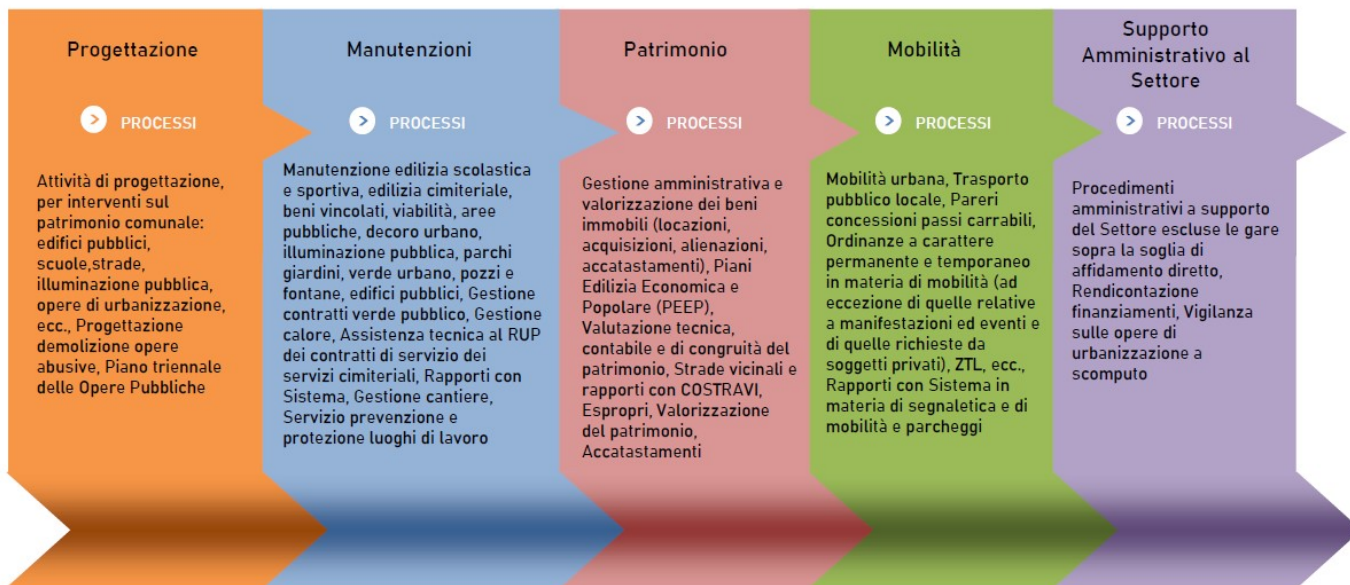 Progettazione
PROCESSI
Attività di progettazione,
per interventi sul
patrimonio comunale:
edifici pubblici,
scuole,strade,
illuminazione pubblica,
opere di urbanizzazione,
ecc., Progettazione
demolizione opere
abusive, Piano triennale
delle Opere Pubbliche
Manutenzioni
PROCESSI
Manutenzione edilizia scolastica
e sportiva, edilizia cimiteriale,
beni vincolati, viabilità, aree
pubbliche, decoro urbano,
illuminazione pubblica, parchi
giardini, verde urbano, pozzi e
fontane, edifici pubblici, Gestione
contratti verde pubblico, Gestione
calore, Assistenza tecnica al RUP
dei contratti di servizio dei
servizi cimiteriali, Rapporti con
Sistema, Gestione cantiere,
Servizio prevenzione e
protezione luoghi di lavoro
Patrimonio
PROCESSI
Gestione amministrativa e
valorizzazione dei beni
immobili (locazioni,
acquisizioni, alienazioni,
accatastamenti), Piani
Edilizia Economica e
Popolare (PEEP),
Valutazione tecnica,
contabile e di congruità del
patrimonio, Strade vicinali e
rapporti con COSTRAVI,
Espropri, Valorizzazione
del patrimonio,
Accatastamenti
Mobilità
PROCESSI
Mobilità urbana, Trasporto
pubblico locale, Pareri
concessioni passi carrabili,
Ordinanze a carattere
permanente e temporaneo
in materia di mobilità (ad
eccezione di quelle relative
a manifestazioni ed eventi e
di quelle richieste da
soggetti privati), ZTL, ecc.,
Rapporti con Sistema in
materia di segnaletica e di
mobilità e parcheggi
Supporto
Amministrativo al
Settore
PROCESSI
Procedimenti
amministrativi a supporto
del Settore escluse le gare
sopra la soglia di
affidamento diretto,
Rendicontazione
finanziamenti, Vigilanza
sulle opere di
urbanizzazione a
scomputo